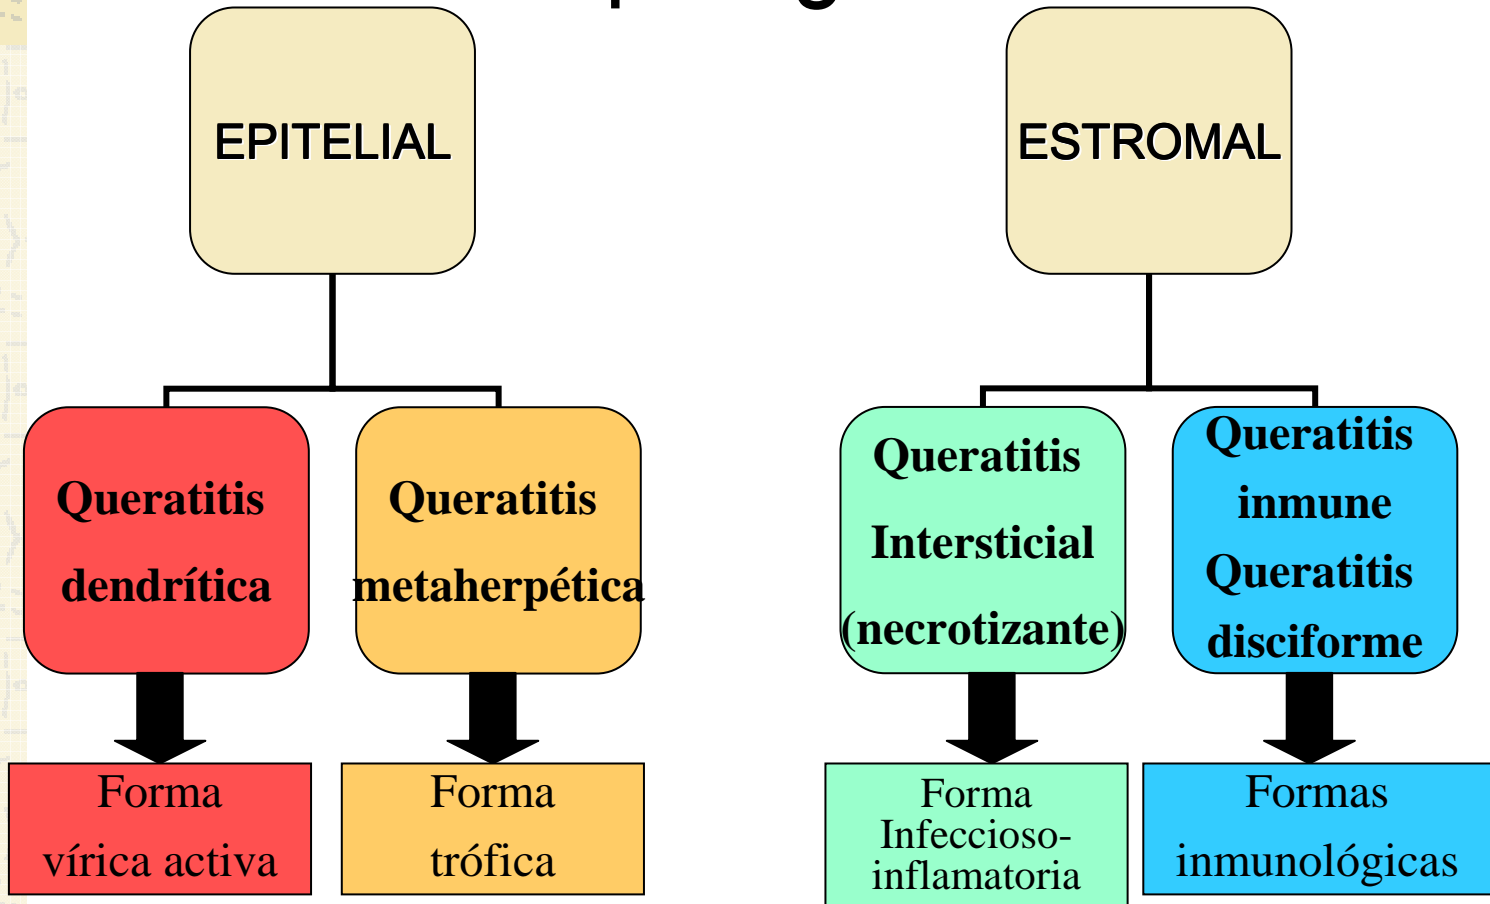 EPITELIAL
ESTROMAL
Queratitis
dendrítica
Queratitis
metaherpética
Queratitis
Intersticial
(necrotizante)
Queratitis
inmune
Queratitis
disciforme
Forma
vírica activa
Forma
trófica
Forma
Infeccioso-
inflamatoria
Formas
inmunológicas